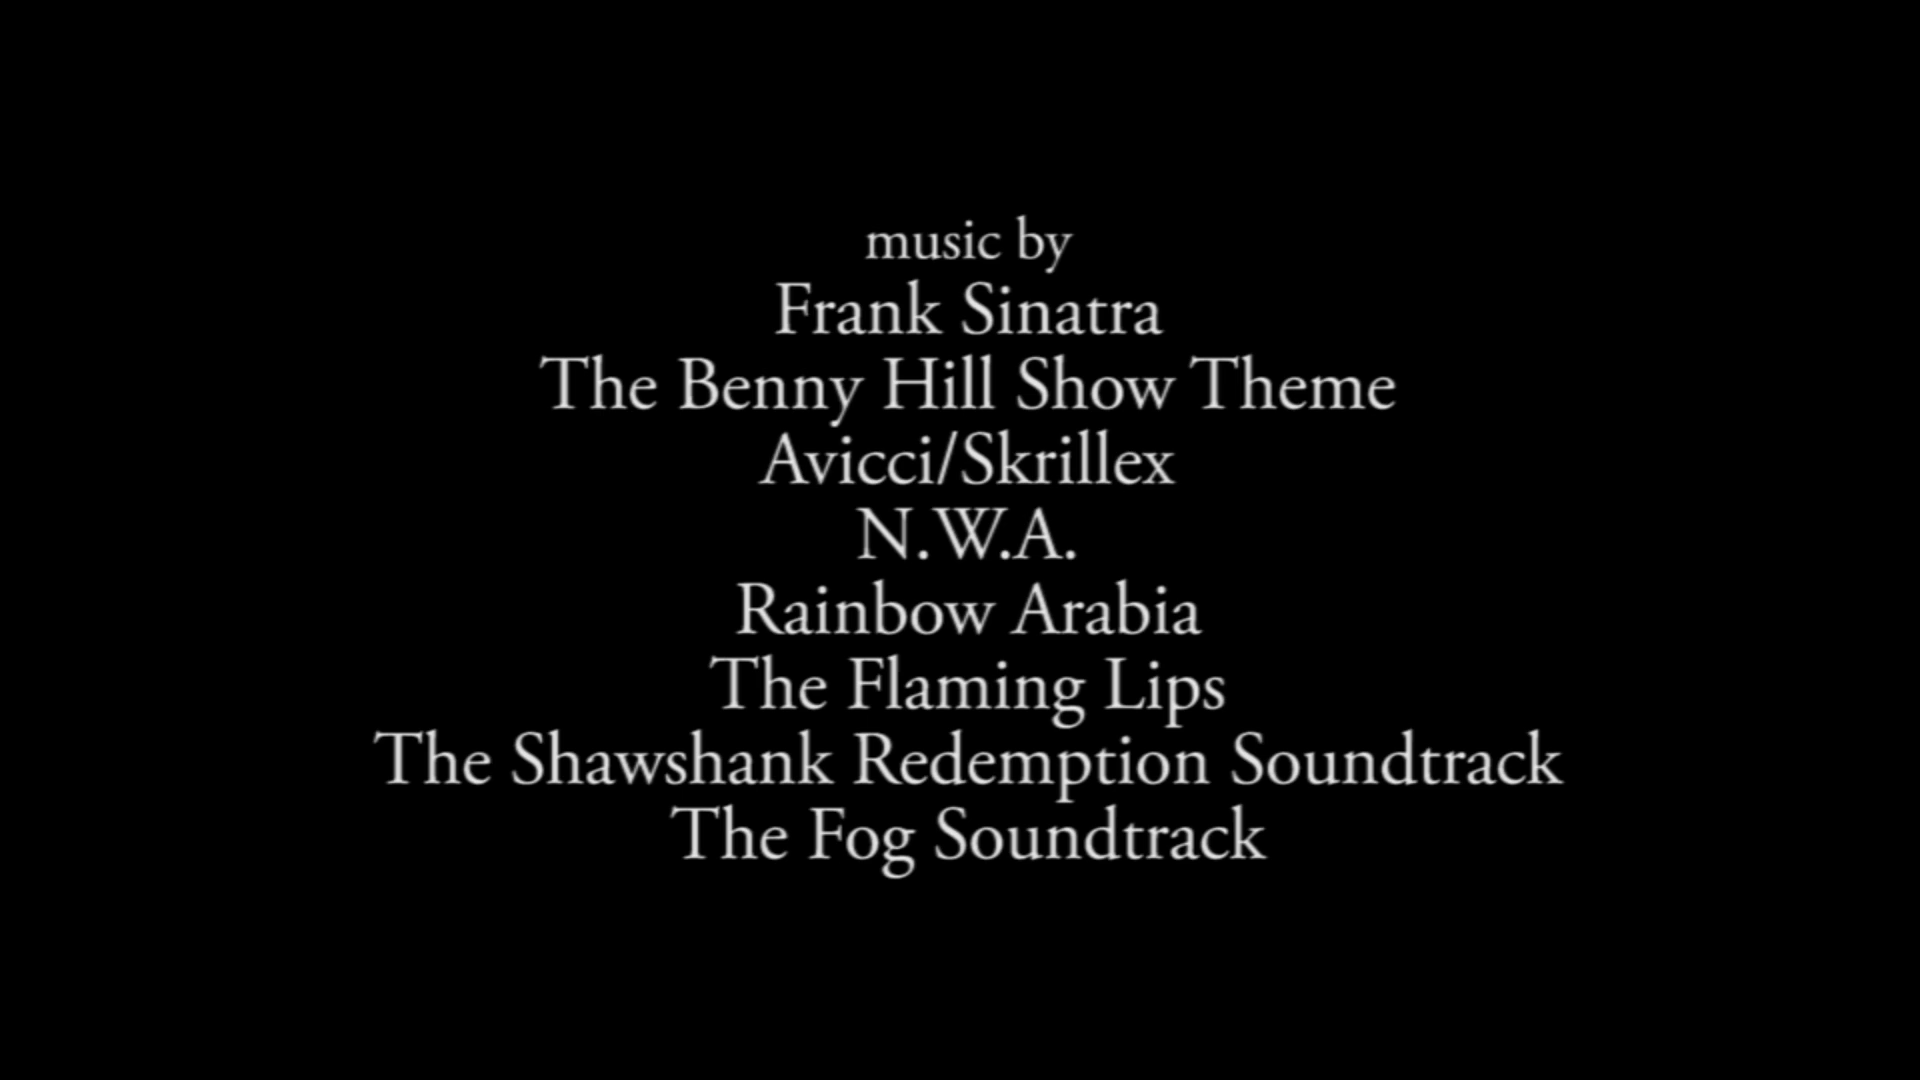 music by
Frank Sinatra
The Benny Hill Show Theme
Avicci/Skrillex
N.W.A.
Rainbow Arabia
The Flaming Lips
The Shawshank Redemption Soundtrack
The Fog Soundtrack